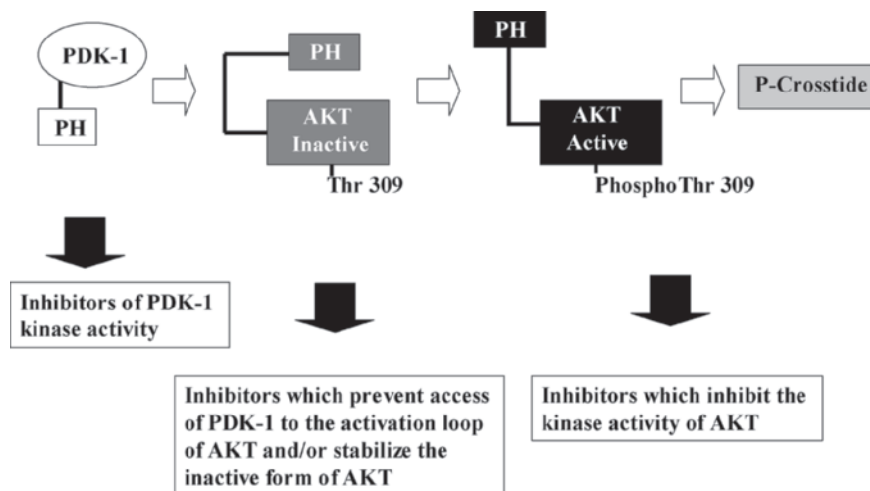 PDK-1
PH
PH
AKT
Inactive
Thr 309
PH
AKT
Active
PhosphoThr 309
P-Crosstide
Inhibitors of PDK-1
kinase activity
Inhibitors which prevent access
of PDK-1 to the activation loop
of AKT and/or stabilize the
inactive form of AKT
Inhibitors which inhibit the
kinase activity of AKT